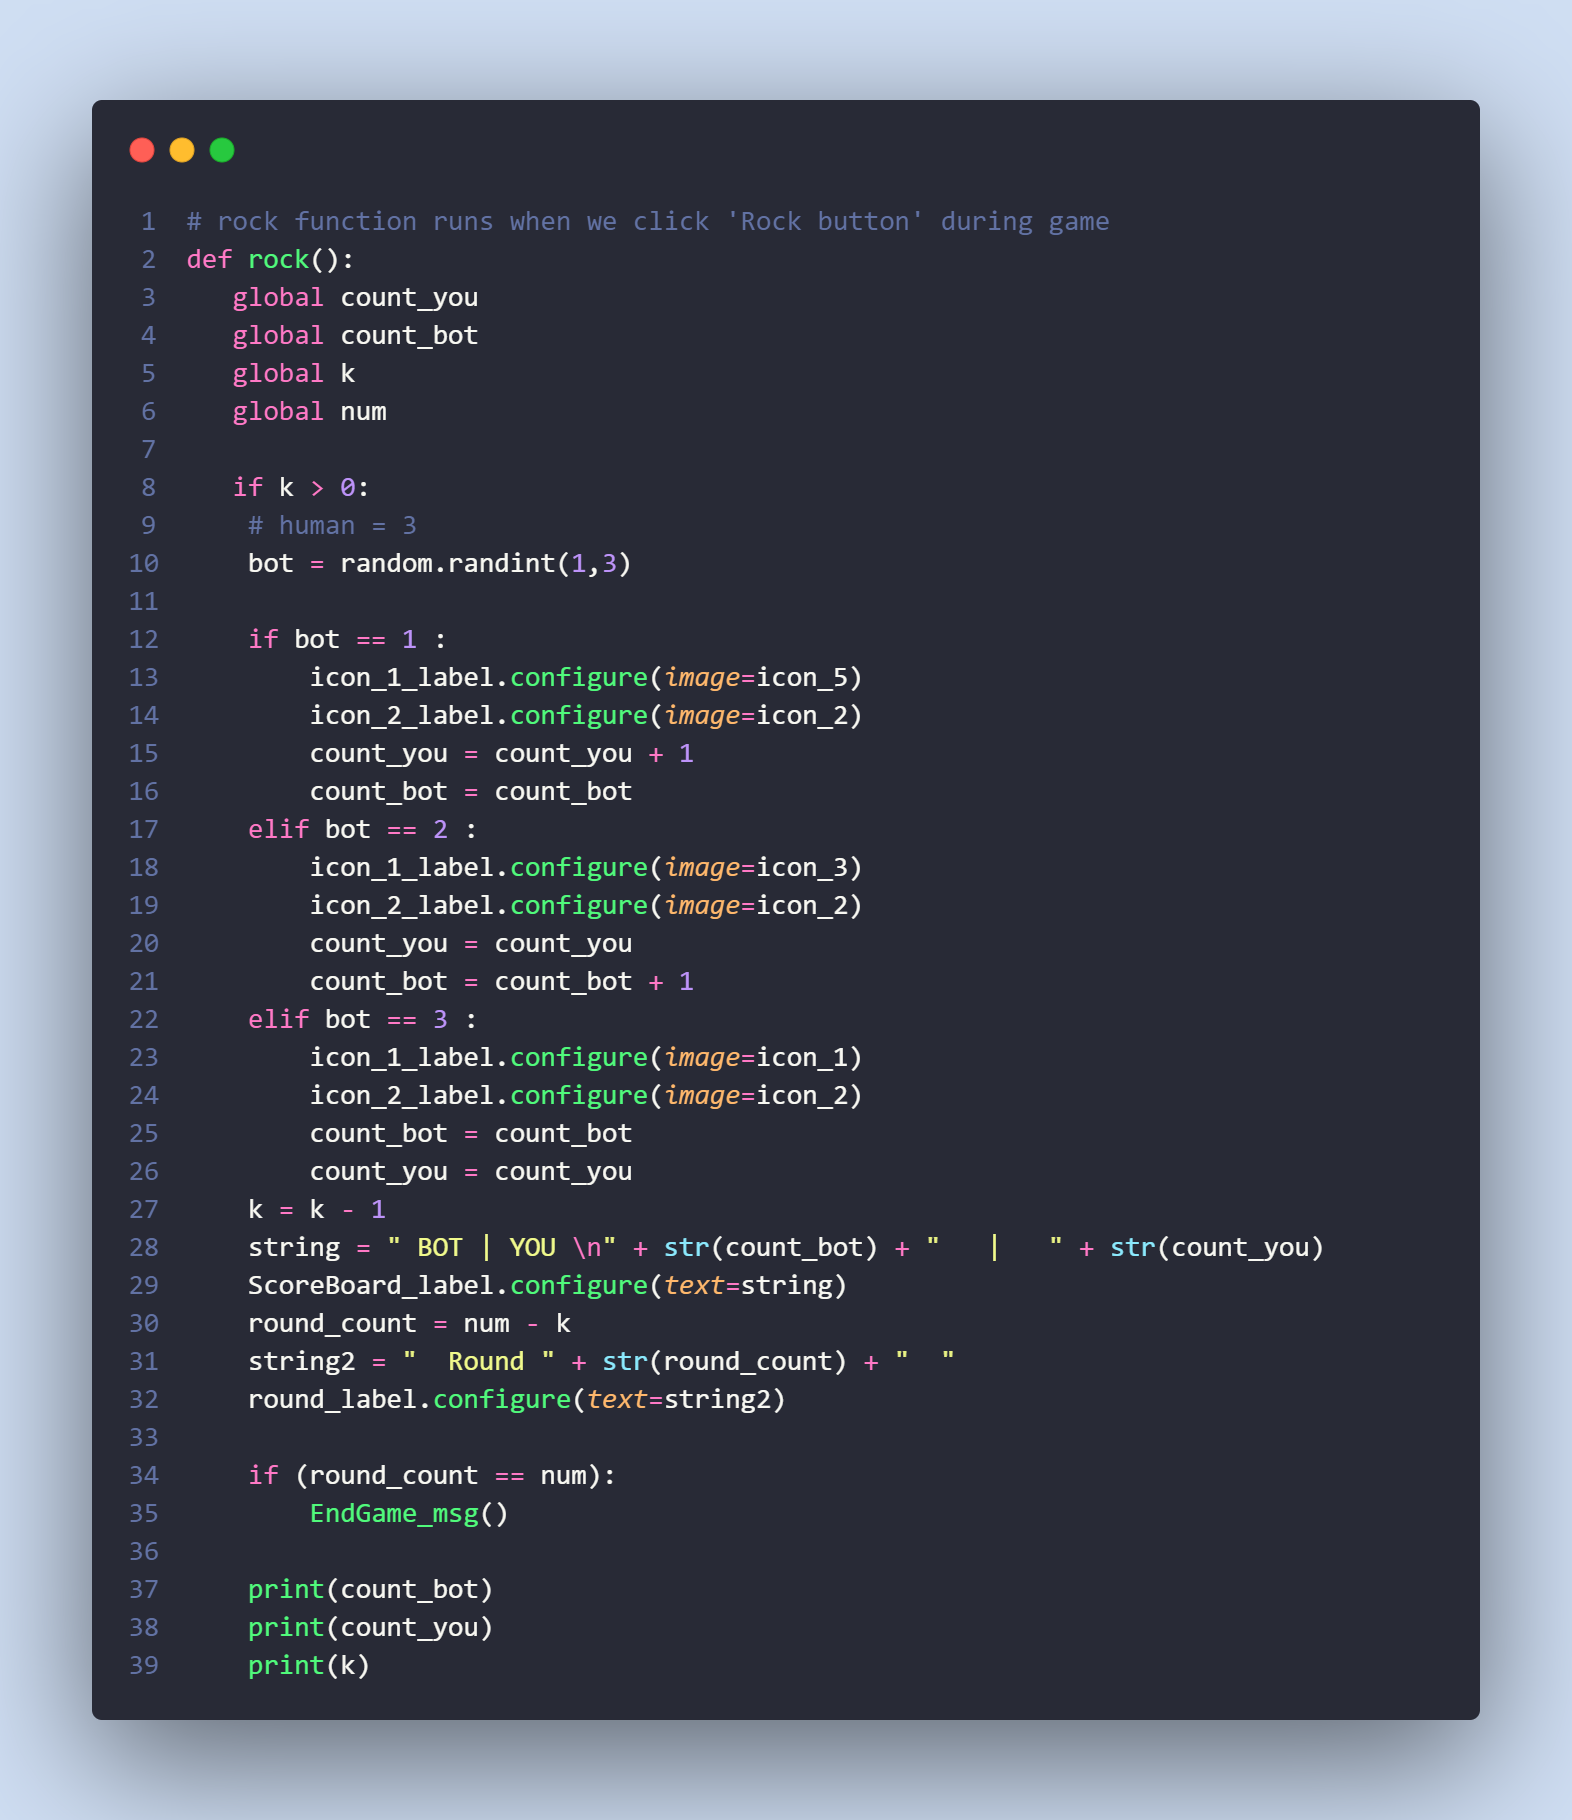 1 # rock function runs when we click 'Rock button' during game
2 def rock():
3    global count_you
4    global count_bot
5    global k
6    global num
7
8    if k > 0:
9     # human = 3
10     bot = random.randint(1,3)
11
12     if bot == 1 :
13         icon_1_label.configure(image=icon_5)
14         icon_2_label.configure(image=icon_2)
15         count_you = count_you + 1
16         count_bot = count_bot
17     elif bot == 2 :
18         icon_1_label.configure(image=icon_3)
19         icon_2_label.configure(image=icon_2)
20         count_you = count_you
21         count_bot = count_bot + 1
22     elif bot == 3 :
23         icon_1_label.configure(image=icon_1)
24         icon_2_label.configure(image=icon_2)
25         count_bot = count_bot
26         count_you = count_you
27     k = k - 1
28     string = " BOT | YOU \n" + str(count_bot) + "   |   " + str(count_you)
29     ScoreBoard_label.configure(text=string)
30     round_count = num - k
31     string2 = "  Round " + str(round_count) + "  "
32     round_label.configure(text=string2)
33
34     if (round_count == num):
35         EndGame_msg()
36
37     print(count_bot)
38     print(count_you)
39     print(k)